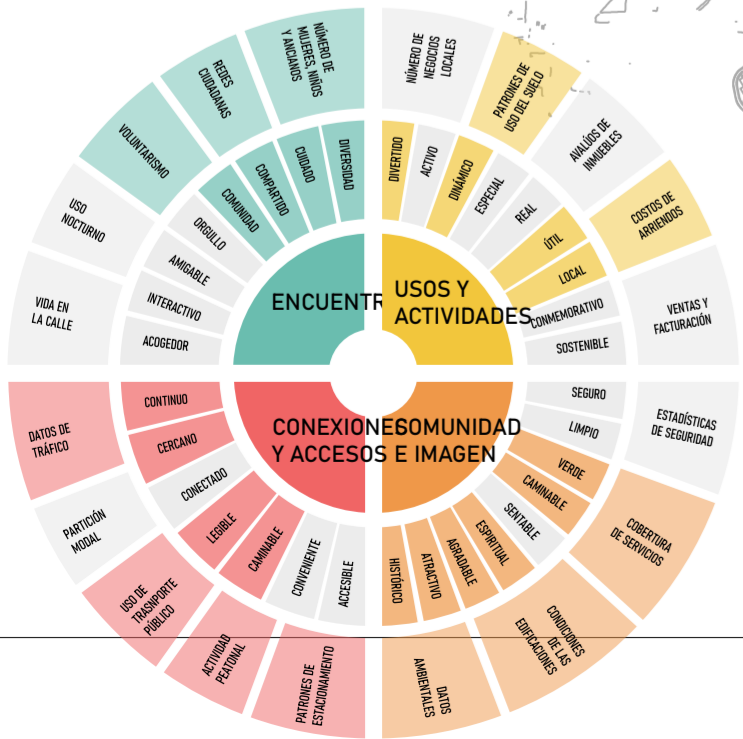 NÚMERO DE
MUJERES, NIÑOS
Y ANCIANOS
REDES
CIUDADANAS
VOLUNTARISMO
USO
NOCTURNO
VIDA EN
LA CALLE
DIVERSIDAD
CUIDADO
COMPARTIDO
COMUNIDAD
ORGULLO
AMIGABLE
INTERACTIVO
ACOGEDOR
ENCUENTR
NÚMERO DE
NEGOCIOS
LOCALES
PATRONES DE
USO DEL SUELO
AVALÚOS DE
INMUEBLES
COSTOS DE
ARRIENDOS
VENTAS Y
FACTURACIÓN
DIVERTIDO
ACTIVO
DINÁMICO
ESPECIAL
REAL
ÚTIL
LOCAL
CONMEMORATIVO
SOSTENIBLE
USOS Y
ACTIVIDADES
CONEXIONES
Y ACCESOS
CONTINUO
CERCANO
CONECTADO
LEGIBLE
CAMINABLE
CONVENIENTE
ACCESIBLE
DATOS DE
TRÁFICO
PARTICIÓN
MODAL
USO DE
TRASNPORTE
PÚBLICO
ACTIVIDAD
PEATONAL
PATRONES DE
ESTACIONAMIENTO
COMUNIDAD
E IMAGEN
SEGURO
LIMPIO
VERDE
CAMINABLE
SENTABLE
ESPIRITUAL
AGRADABLE
ATRACTIVO
HISTÓRICO
ESTADÍSTICAS
DE SEGURIDAD
COBERTURA
DE SERVICIOS
CONDICIONES
DE LAS
EDIFICACIONES
DATOS
AMBIENTALES